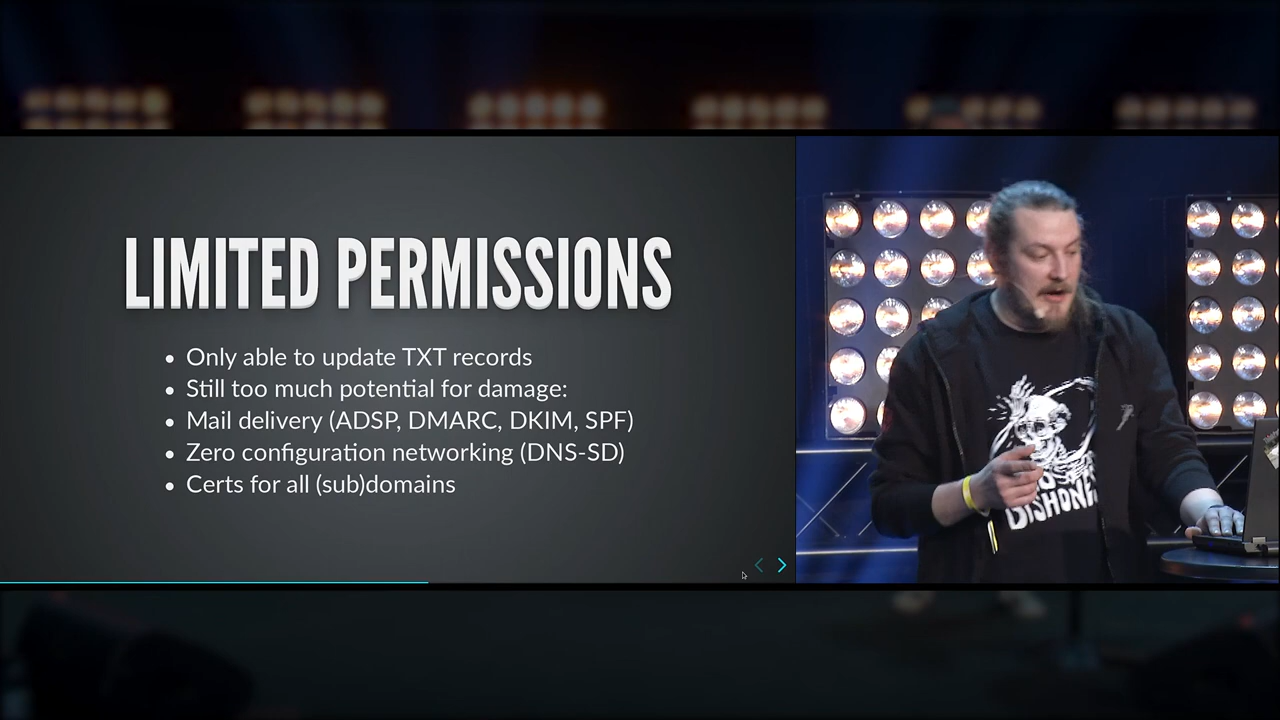 LIMITED PERMISSIONS
Only able to update TXT records
Still too much potential for damage:
Mail delivery (ADSP, DMARC, DKIM, SPF)
Zero configuration networking (DNS-SD)
Certs for all (sub)domains